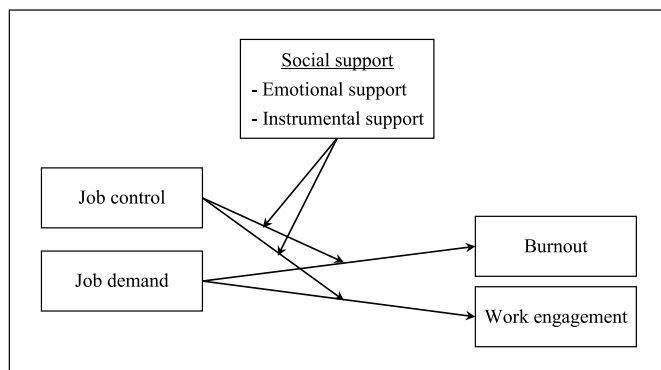 Social support
- Emotional support
- Instrumental support
Job control
Job demand
Burnout
Work engagement